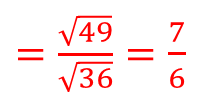 = √49 / √36 = 7 / 6